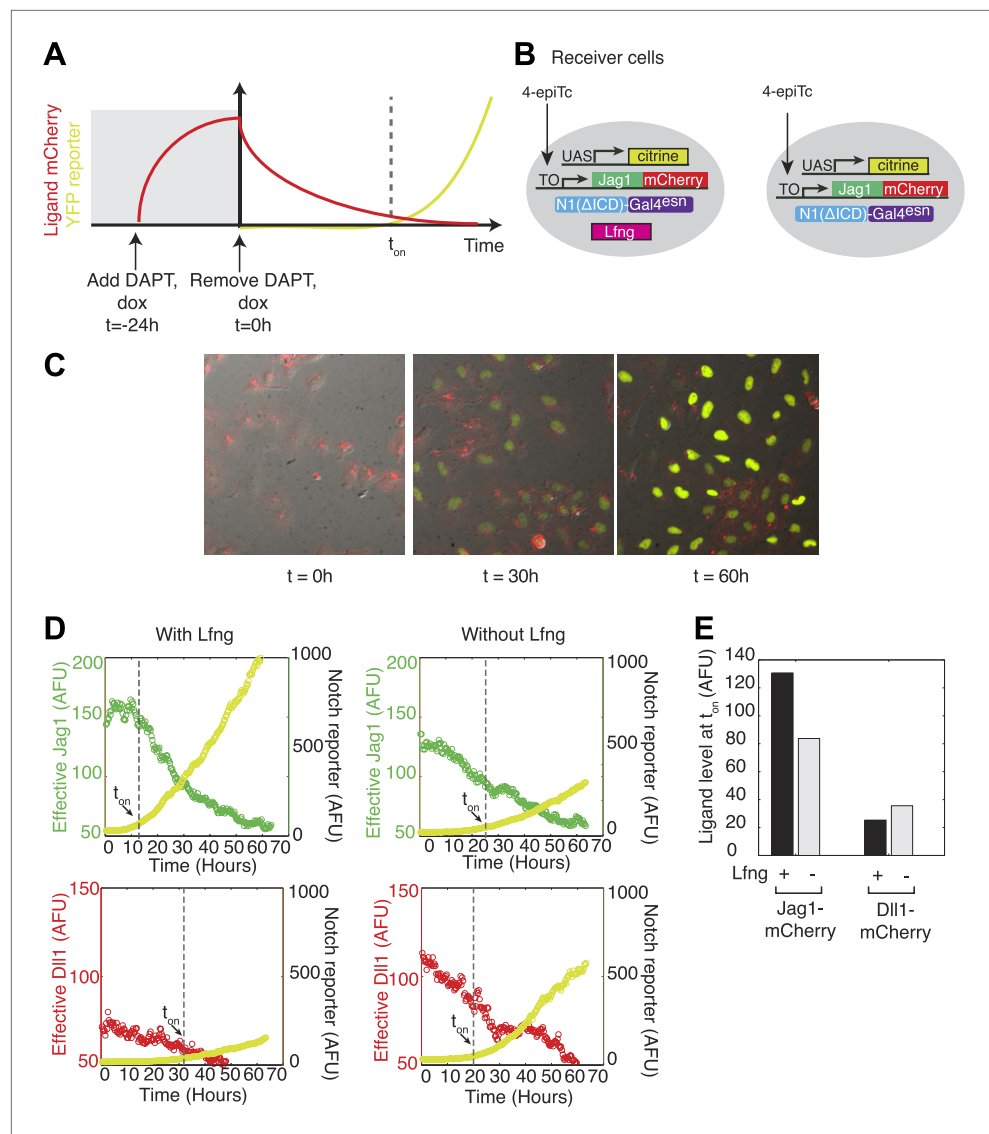 A
Ligand mCherry
YFP reporter
t_on
Time
Add DAPT,
dox
t=-24h
Remove DAPT,
dox
t=0h
B
Receiver cells
4-epiTc
UAS
citrine
TO
Jag1 mCherry
N1(ΔICD)-Gal4esn
Lfng
4-epiTc
UAS
citrine
TO
Jag1 mCherry
N1(ΔICD)-Gal4esn
C
t = 0h
t = 30h
t = 60h
D
With Lfng
Effective Jag1 (AFU)
200
150
100
50
t_on
1000
500
0
Notch reporter (AFU)
0 10 20 30 40 50 60 70
Time (Hours)
Without Lfng
Effective Jag1 (AFU)
200
150
100
50
t_on
1000
500
0
Notch reporter (AFU)
0 10 20 30 40 50 60 70
Time (Hours)
Effective Dll1 (AFU)
150
100
50
t_on
1000
500
0
Notch reporter (AFU)
0 10 20 30 40 50 60 70
Time (Hours)
Effective Dll1 (AFU)
150
100
50
t_on
1000
500
0
Notch reporter (AFU)
0 10 20 30 40 50 60 70
Time (Hours)
E
Ligand level at t_on (AFU)
140
120
100
80
60
40
20
0
Lfng + - + -
Jag1-
mCherry
Dll1-
mCherry